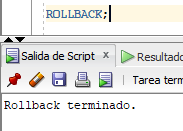 ROLLBACK;
Salida de Script x Resultado
Tarea term
Rollback terminado.